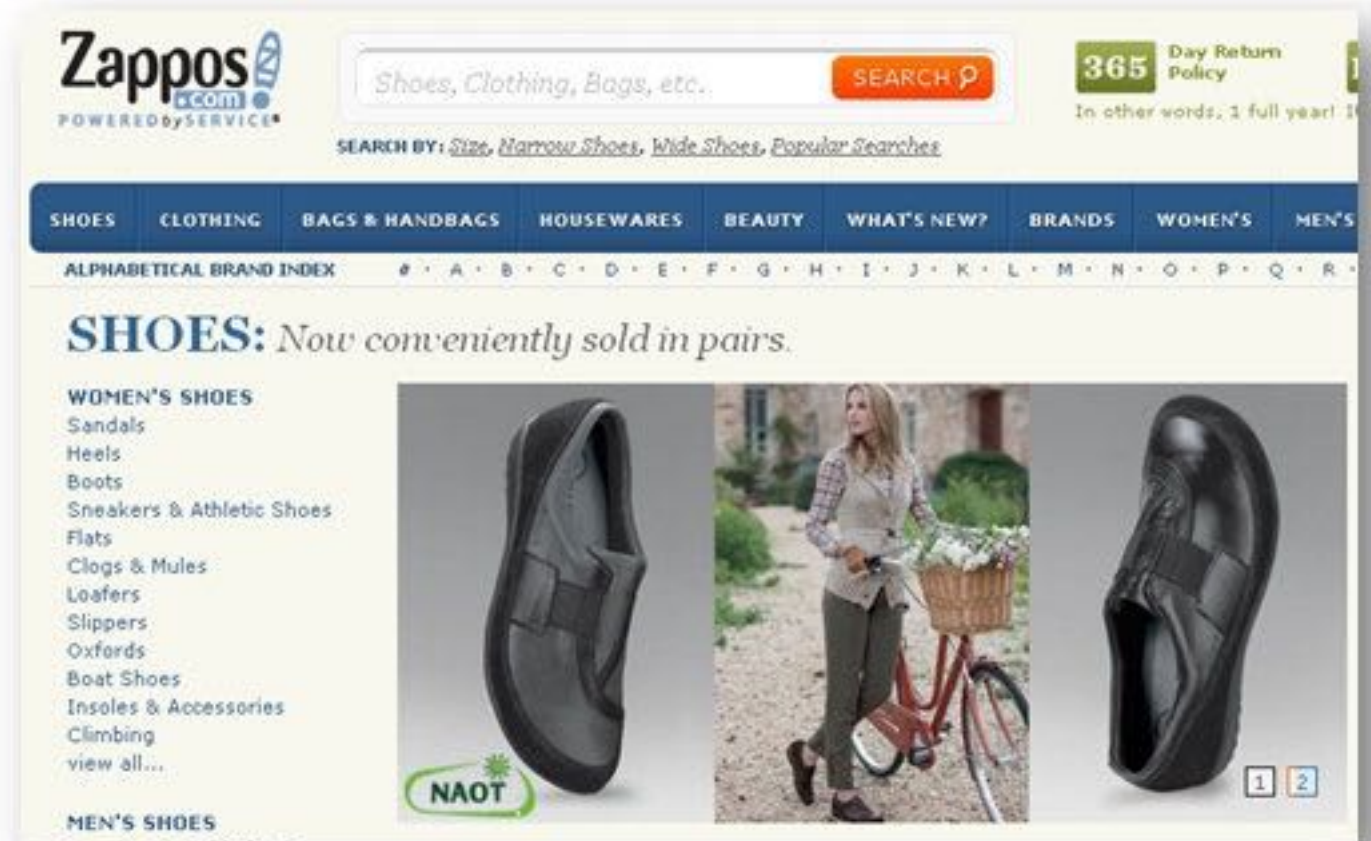 Zappos
.com
POWERED by SERVICE®
Shoes, Clothing, Bags, etc.
SEARCH
365 Day Return Policy
In other words, 1 full year!
SEARCH BY: Size, Narrow Shoes, Wide Shoes, Popular Searches
SHOES CLOTHING BAGS & HANDBAGS HOUSEWARES BEAUTY WHAT'S NEW? BRANDS WOMEN'S MEN'S
ALPHABETICAL BRAND INDEX # · A · B · C · D · E · F · G · H · I · J · K · L · M · N · O · P · Q · R ·
SHOES: Now conveniently sold in pairs.
WOMEN'S SHOES
Sandals
Heels
Boots
Sneakers & Athletic Shoes
Flats
Clogs & Mules
Loafers
Slippers
Oxfords
Boat Shoes
Insoles & Accessories
Climbing
view all...
NAOT
1 2
MEN'S SHOES